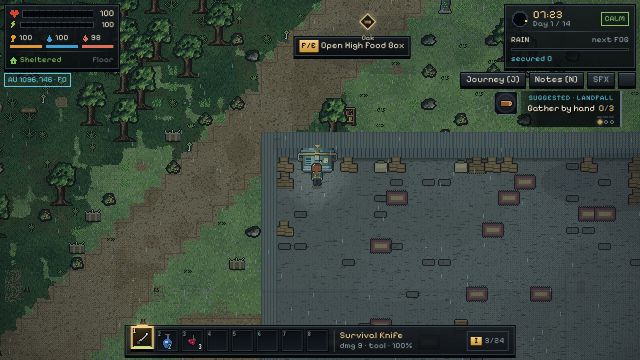 100
100
100 100 98
Sheltered Floor
AU 1096,746 · F0
Oak
F/E Open High Food Box
07:23
Day 1 / 14
CALM
RAIN next FOG
secured 0
Journey (J) Notes (N) SFX
SUGGESTED · LANDFALL
Gather by hand 0/3
1 2 3 4 5 6 7 8
2
3
Survival Knife
dmg 9 · tool · 100%
I 3/24